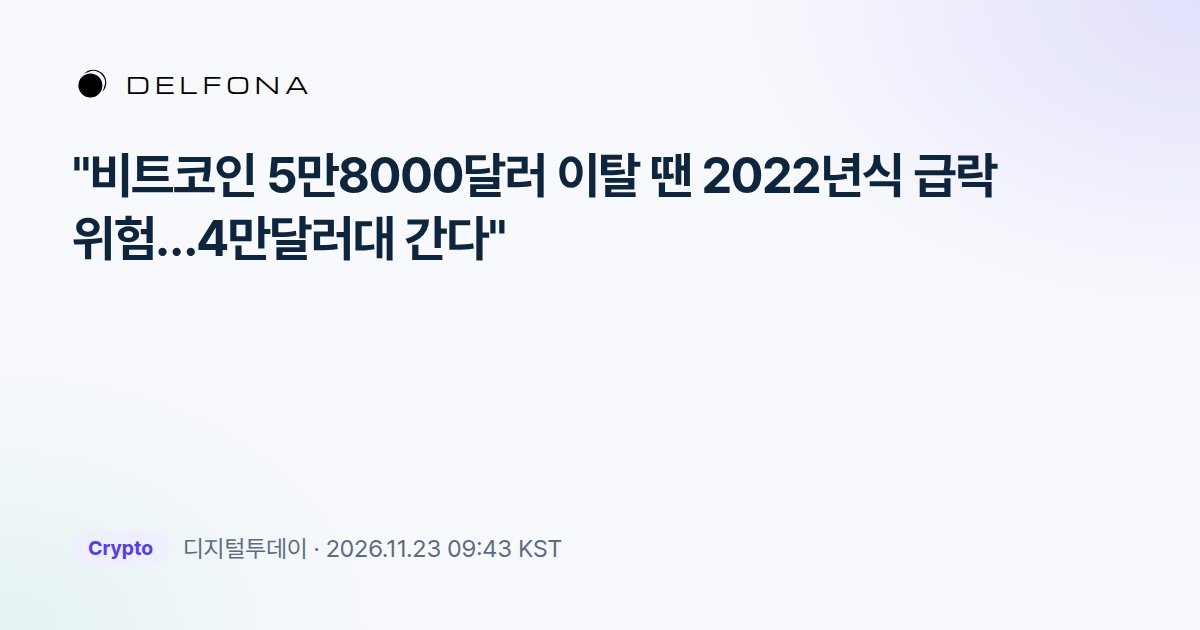 DELFONA
"비트코인 5만8000달러 이탈 땐 2022년식 급락
위험…4만달러대 간다"
Crypto 디지털투데이 · 2026.11.23 09:43 KST